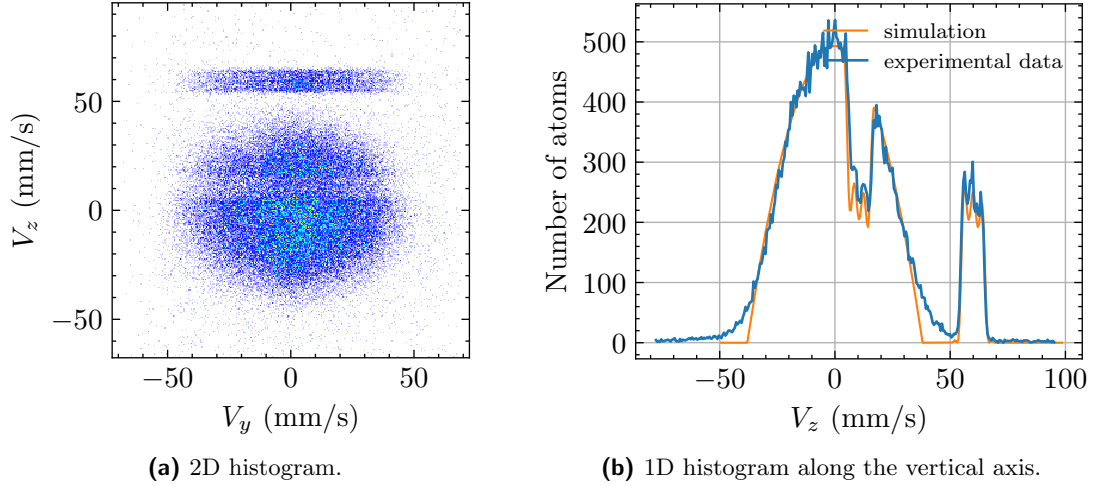 50
0
−50
V_z (mm/s)
−50 0 50
V_y (mm/s)
(a) 2D histogram.
simulation
experimental data
500
400
300
200
100
0
Number of atoms
−50 0 50 100
V_z (mm/s)
(b) 1D histogram along the vertical axis.